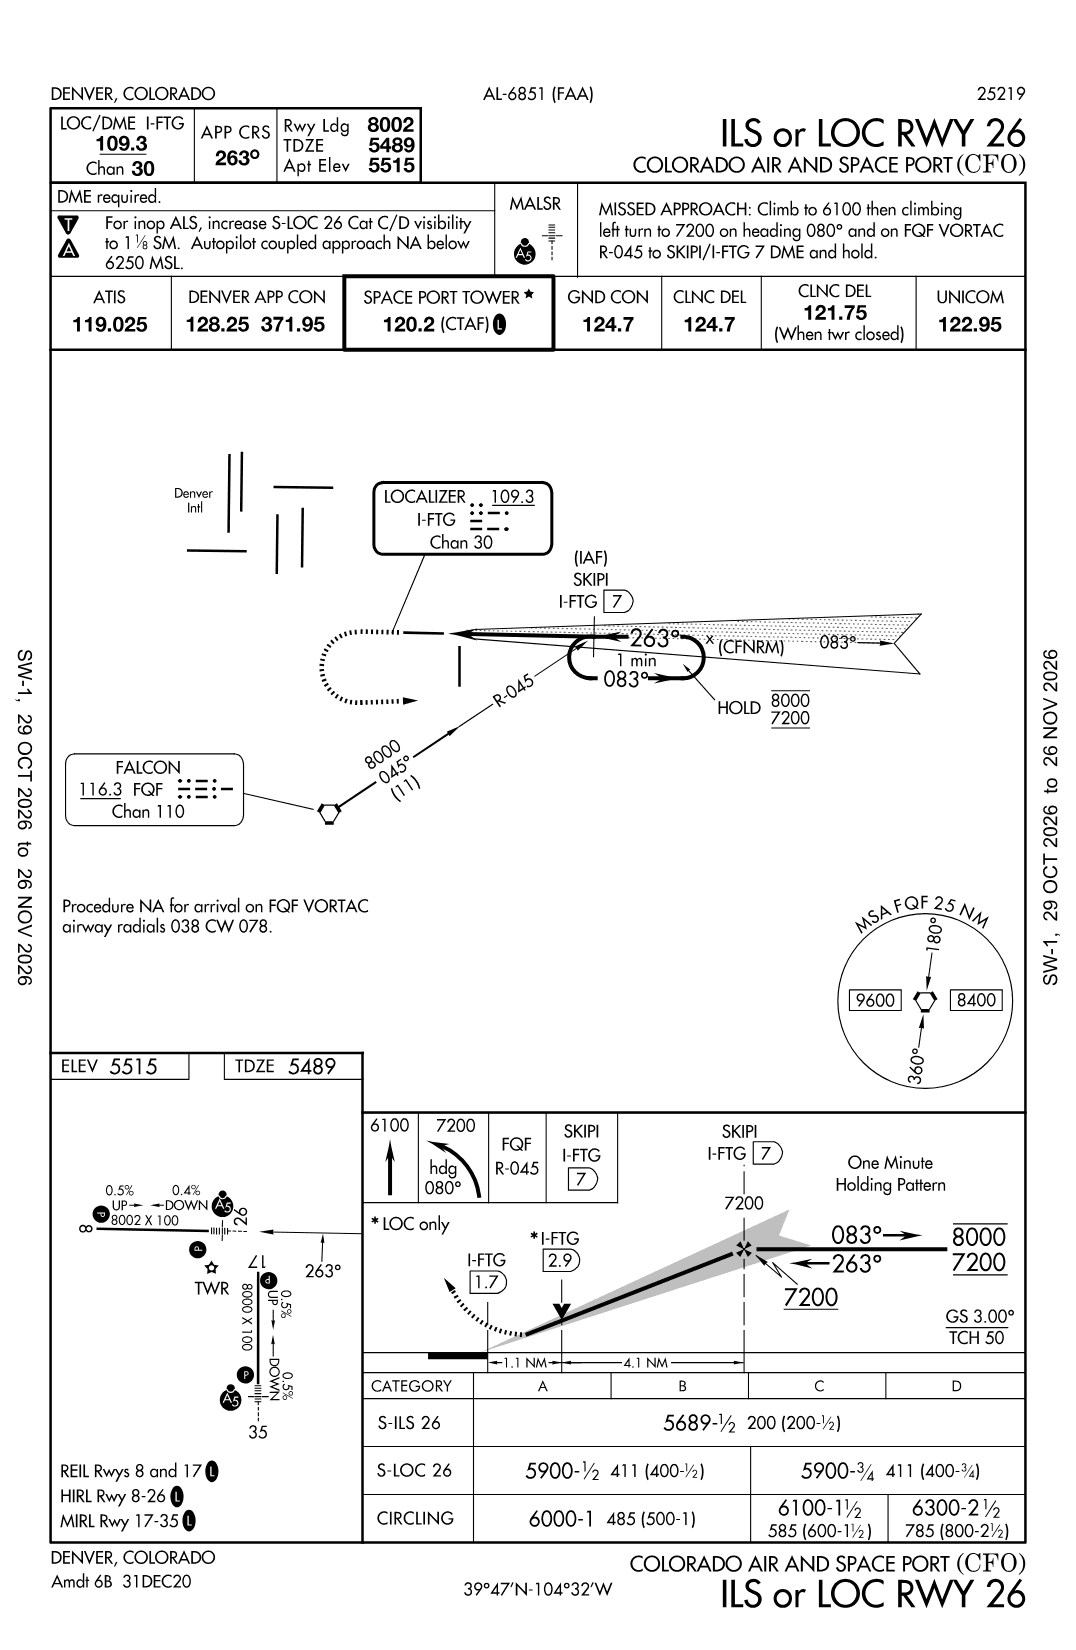 DENVER, COLORADO
AL-6851 (FAA)
25219
LOC/DME I-FTG
109.3
Chan 30
APP CRS
263°
Rwy Ldg 8002
TDZE 5489
Apt Elev 5515
ILS or LOC RWY 26
COLORADO AIR AND SPACE PORT (CFO)
DME required.
T
A
For inop ALS, increase S-LOC 26 Cat C/D visibility
to 1⅛ SM. Autopilot coupled approach NA below
6250 MSL.
MALSR
A5
MISSED APPROACH: Climb to 6100 then climbing
left turn to 7200 on heading 080° and on FQF VORTAC
R-045 to SKIPI/I-FTG 7 DME and hold.
ATIS
119.025
DENVER APP CON
128.25 371.95
SPACE PORT TOWER★
120.2 (CTAF) L
GND CON
124.7
CLNC DEL
124.7
CLNC DEL
121.75
(When twr closed)
UNICOM
122.95
Denver
Intl
LOCALIZER 109.3
I-FTG
Chan 30
(IAF)
SKIPI
I-FTG 7
263°
x (CFNRM)
083°
1 min
083°
HOLD 8000
7200
R-045
8000
045°
(11)
FALCON
116.3 FQF
Chan 110
Procedure NA for arrival on FQF VORTAC
airway radials 038 CW 078.
MSA FQF 25 NM
180°
9600
8400
360°
SW-1, 29 OCT 2026 to 26 NOV 2026
SW-1, 29 OCT 2026 to 26 NOV 2026
ELEV 5515
TDZE 5489
0.5%
UP
0.4%
DOWN
P
A5
8
8002 X 100
26
P
TWR
17
P
263°
8000 X 100
UP
0.5%
DOWN
0.5%
P
A5
35
REIL Rwys 8 and 17 L
HIRL Rwy 8-26 L
MIRL Rwy 17-35 L
6100
7200
hdg
080°
FQF
R-045
SKIPI
I-FTG
7
SKIPI
I-FTG 7
7200
One Minute
Holding Pattern
* LOC only
* I-FTG
2.9
I-FTG
1.7
083°
263°
8000
7200
7200
GS 3.00°
TCH 50
1.1 NM
4.1 NM
CATEGORY A B C D
S-ILS 26 5689-½ 200 (200-½)
S-LOC 26 5900-½ 411 (400-½) 5900-¾ 411 (400-¾)
CIRCLING 6000-1 485 (500-1) 6100-1½ 585 (600-1½) 6300-2½ 785 (800-2½)
DENVER, COLORADO
Amdt 6B 31DEC20
39°47'N-104°32'W
COLORADO AIR AND SPACE PORT (CFO)
ILS or LOC RWY 26